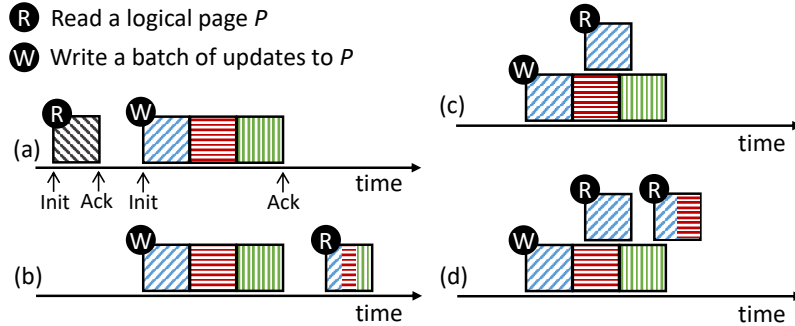 R Read a logical page P
W Write a batch of updates to P
R W
(a)
time
Init Ack Init Ack
W R
(b)
time
R
W
(c)
time
R R
W
(d)
time